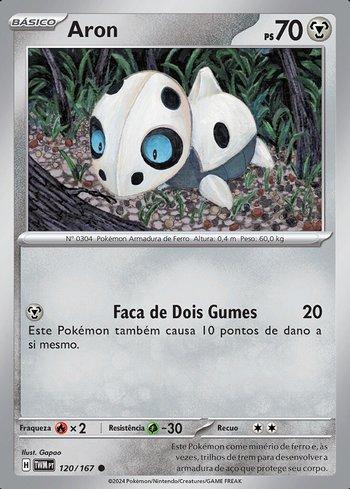 BÁSICO Aron PS 70
Nº 0304 Pokémon Armadura de Ferro Altura: 0,4 m Peso: 60,0 kg
Faca de Dois Gumes 20
Este Pokémon também causa 10 pontos de dano a
si mesmo.
Fraqueza × 2 Resistência -30 Recuo
Ilust. Gapao
H TWM PT 120/167
Este Pokémon come minério de ferro e, às
vezes, trilhos de trem para desenvolver a
armadura de aço que protege seu corpo.
©2024 Pokémon/Nintendo/Creatures/GAME FREAK